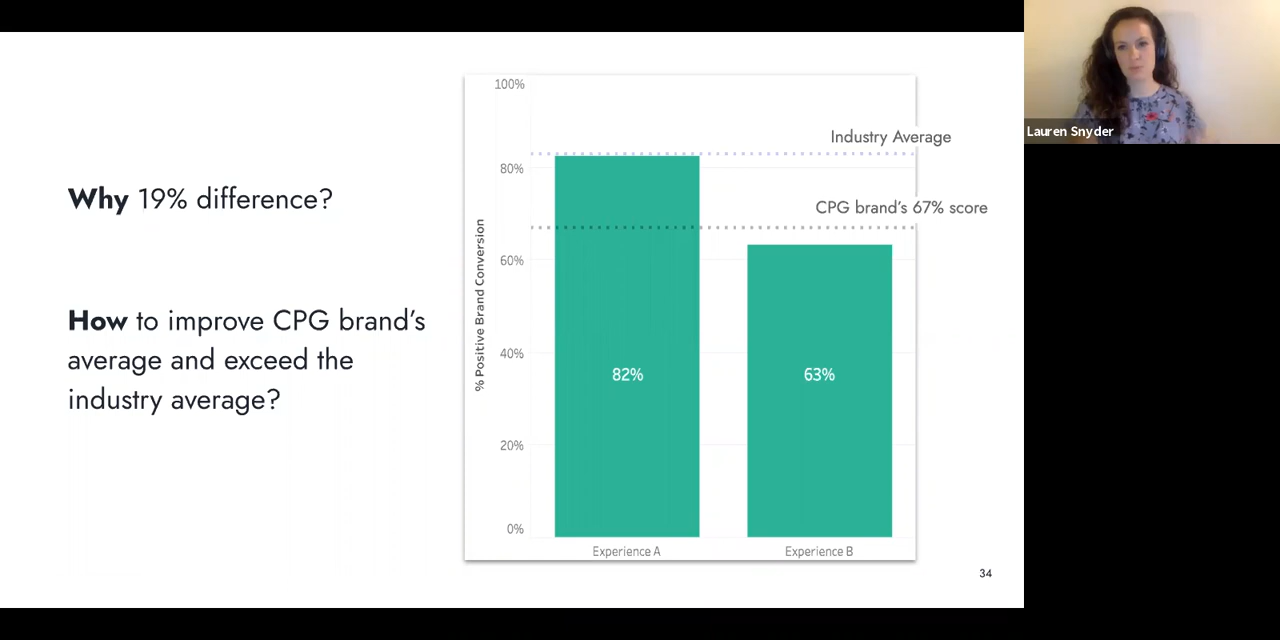 Why 19% difference?
How to improve CPG brand's
average and exceed the
industry average?
% Positive Brand Conversion
100%
80%
60%
40%
20%
0%
Industry Average
CPG brand's 67% score
82%
63%
Experience A
Experience B
34
Lauren Snyder